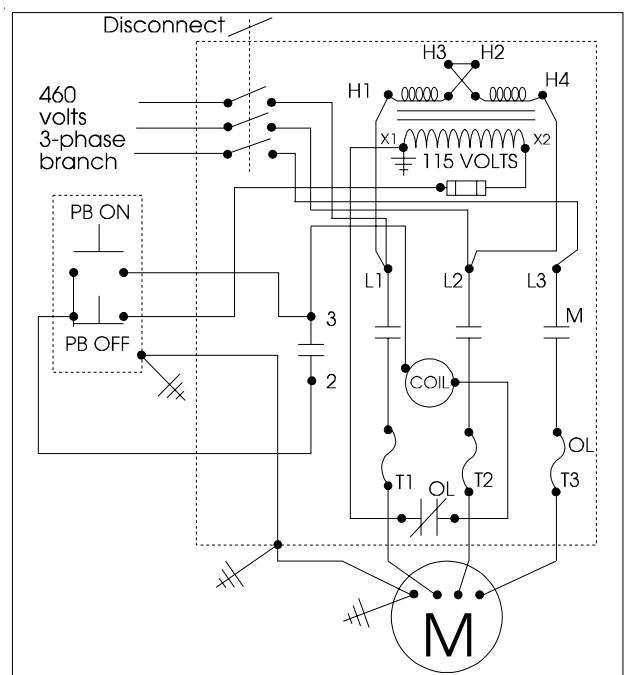 Disconnect
H3 H2
H1 H4
460
volts
3-phase
branch
X1 X2
115 VOLTS
PB ON
L1 L2 L3
3
M
PB OFF
COIL
2
OL
T1 OL T2 T3
M